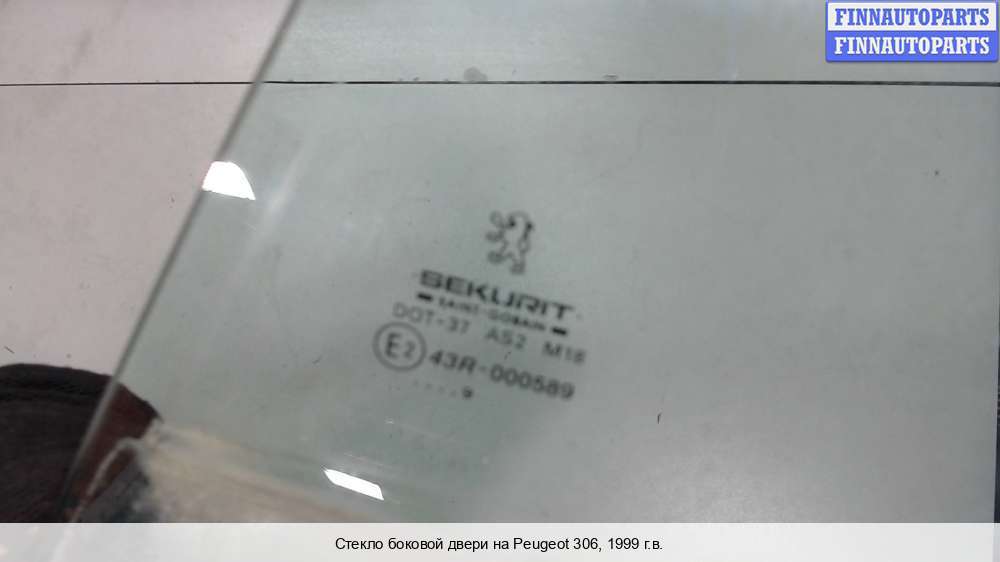 FINNAUTOPARTS
FINNAUTOPARTS
SEKURIT
SAINT-GOBAIN
DOT-37 AS2 M18
E2 43R-000589
....9
Стекло боковой двери на Peugeot 306, 1999 г.в.